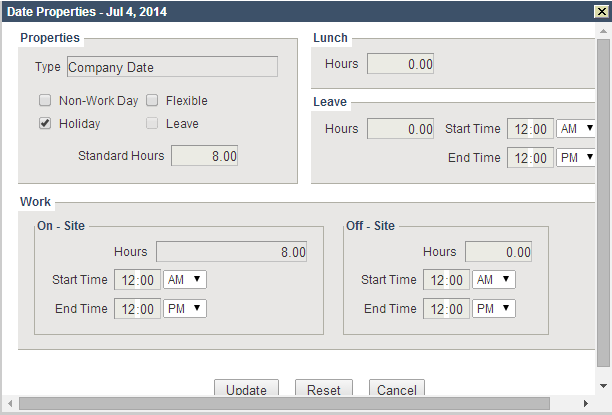 Date Properties - Jul 4, 2014
Properties
Type Company Date
Non-Work Day Flexible
Holiday Leave
Standard Hours 8.00
Lunch
Hours 0.00
Leave
Hours 0.00 Start Time 12:00 AM
End Time 12:00 PM
Work
On - Site
Hours 8.00
Start Time 12:00 AM
End Time 12:00 PM
Off - Site
Hours 0.00
Start Time 12:00 AM
End Time 12:00 PM
Update Reset Cancel